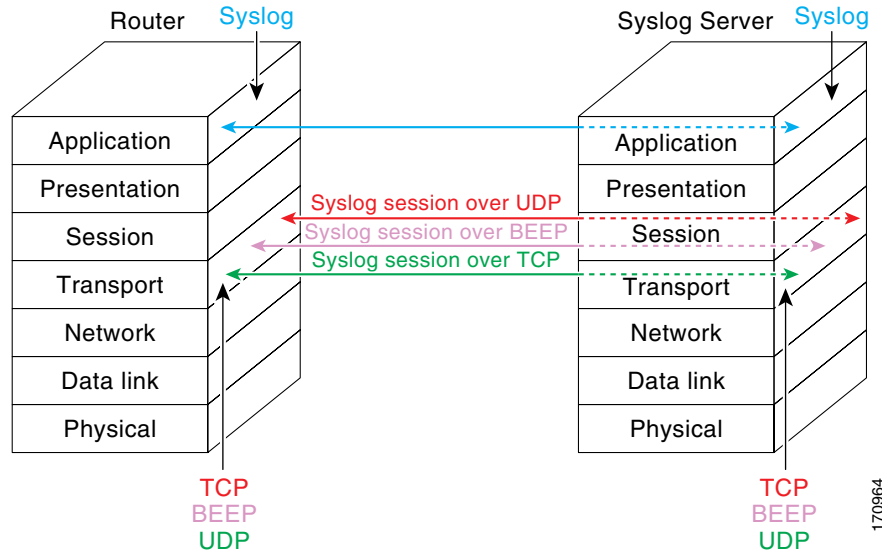 Router Syslog
Syslog Server Syslog
Application
Presentation
Session
Transport
Network
Data link
Physical
Syslog session over UDP
Syslog session over BEEP
Syslog session over TCP
Application
Presentation
Session
Transport
Network
Data link
Physical
TCP
BEEP
UDP
TCP
BEEP
UDP
170964